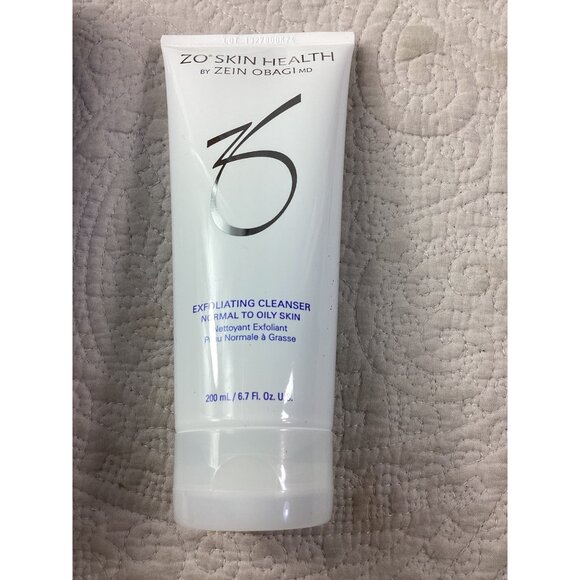 ZO® SKIN HEALTH
BY ZEIN OBAGI MD
EXFOLIATING CLEANSER
NORMAL TO OILY SKIN
Nettoyant Exfoliant
Peau Normale à Grasse
200 mL / 6.7 Fl. Oz. U.S.